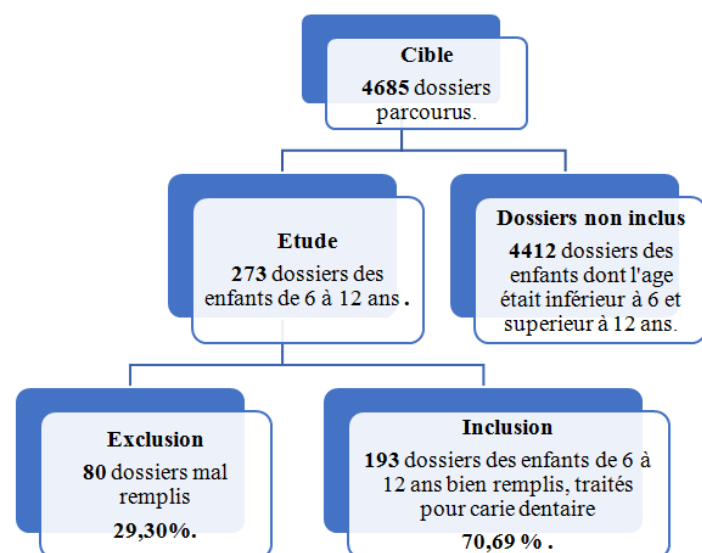 Cible
4685 dossiers
parcourus.
Etude
273 dossiers des
enfants de 6 à 12 ans .
Dossiers non inclus
4412 dossiers des
enfants dont l'age
était inférieur à 6 et
superieur à 12 ans.
Exclusion
80 dossiers mal
remplis
29,30%.
Inclusion
193 dossiers des enfants de 6 à
12 ans bien remplis, traités
pour carie dentaire
70,69 % .